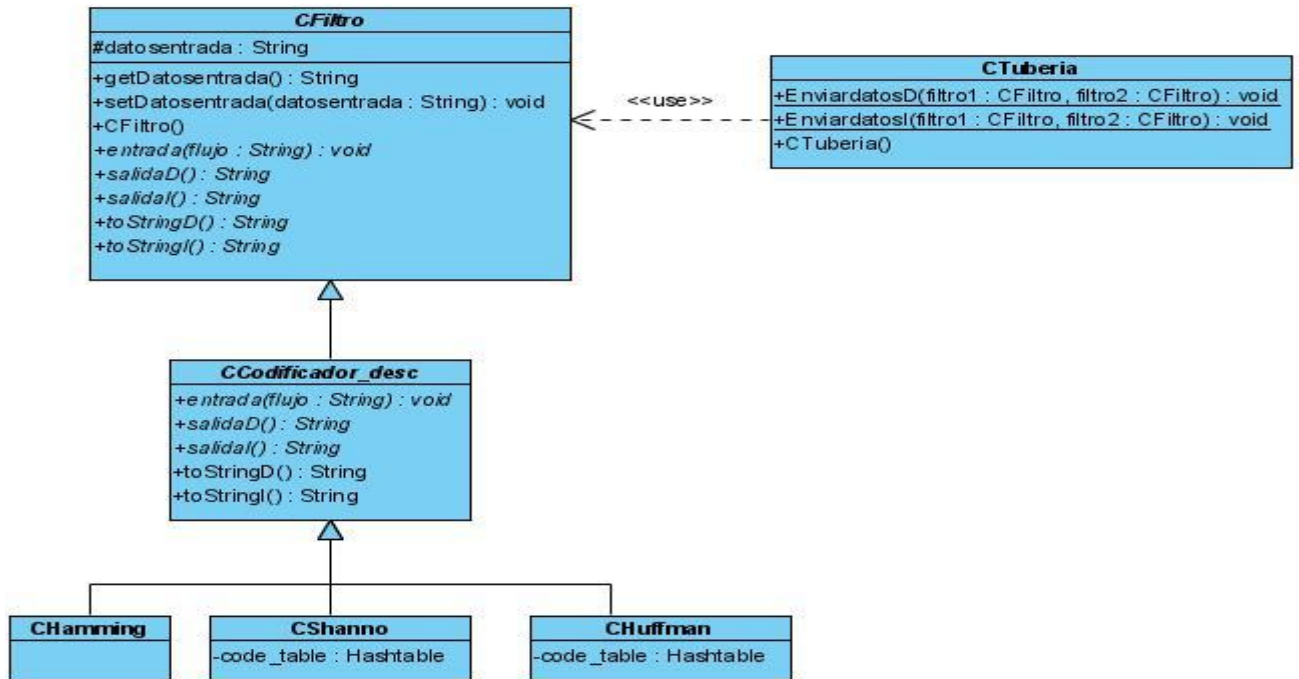 CFiltro
#datosentrada : String
+getDatosentrada() : String
+setDatosentrada(datosentrada : String) : void
+CFiltro()
+entrada(flujo : String) : void
+salidaD() : String
+salidaI() : String
+toStringD() : String
+toStringI() : String
<<use>>
CTuberia
+EnviardatosD(filtro1 : CFiltro, filtro2 : CFiltro) : void
+EnviardatosI(filtro1 : CFiltro, filtro2 : CFiltro) : void
+CTuberia()
CCodificador_desc
+entrada(flujo : String) : void
+salidaD() : String
+salidaI() : String
+toStringD() : String
+toStringI() : String
CHamming
CShanno
-code_table : Hashtable
CHuffman
-code_table : Hashtable